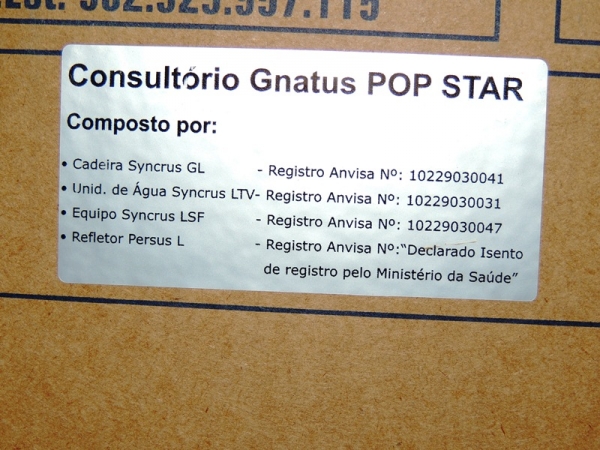 Consultório Gnatus POP STAR
Composto por:
• Cadeira Syncrus GL - Registro Anvisa Nº: 10229030041
• Unid. de Água Syncrus LTV- Registro Anvisa Nº: 10229030031
• Equipo Syncrus LSF - Registro Anvisa Nº: 10229030047
• Refletor Persus L - Registro Anvisa Nº:“Declarado Isento
de registro pelo Ministério da Saúde”